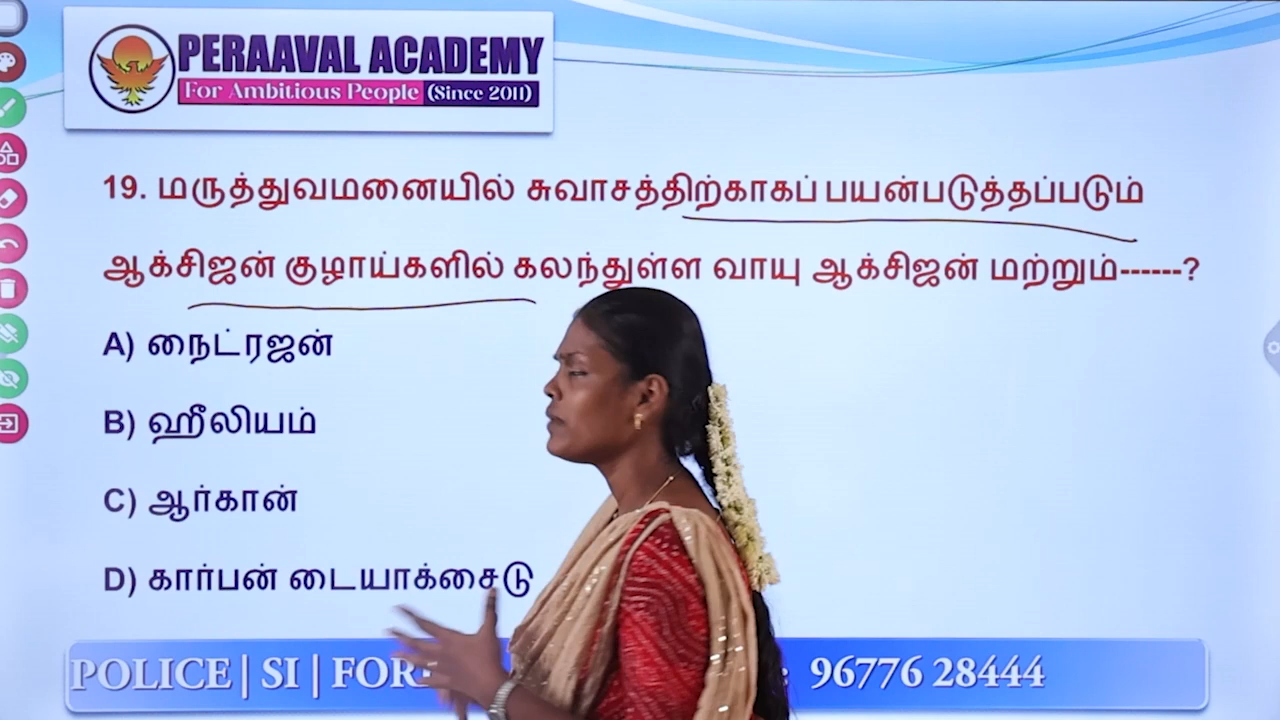 PERAAVAL ACADEMY
For Ambitious People (Since 2011)
19. மருத்துவமனையில் சுவாசத்திற்காகப் பயன்படுத்தப்படும்
ஆக்சிஜன் குழாய்களில் கலந்துள்ள வாயு ஆக்சிஜன் மற்றும்------?
A) நைட்ரஜன்
B) ஹீலியம்
C) ஆர்கான்
D) கார்பன் டையாக்சைடு
POLICE | SI | FOR 96776 28444